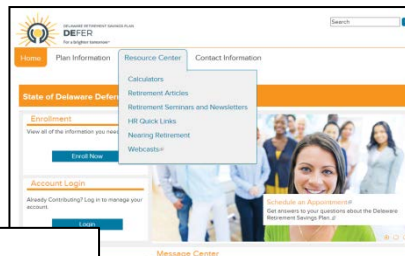 DELAWARE RETIREMENT SAVINGS PLAN
DEFER
For a brighter tomorrow
Search
Home
Plan Information
Resource Center
Contact Information
Calculators
Retirement Articles
Retirement Seminars and Newsletters
HR Quick Links
Nearing Retirement
Webcasts
State of Delaware Defer
Enrollment
View all of the information you need
Enroll Now
Account Login
Already Contributing? Log in to manage your
account.
Login
Schedule an Appointment
Get answers to your questions about the Delaware
Retirement Savings Plan.
Message Center